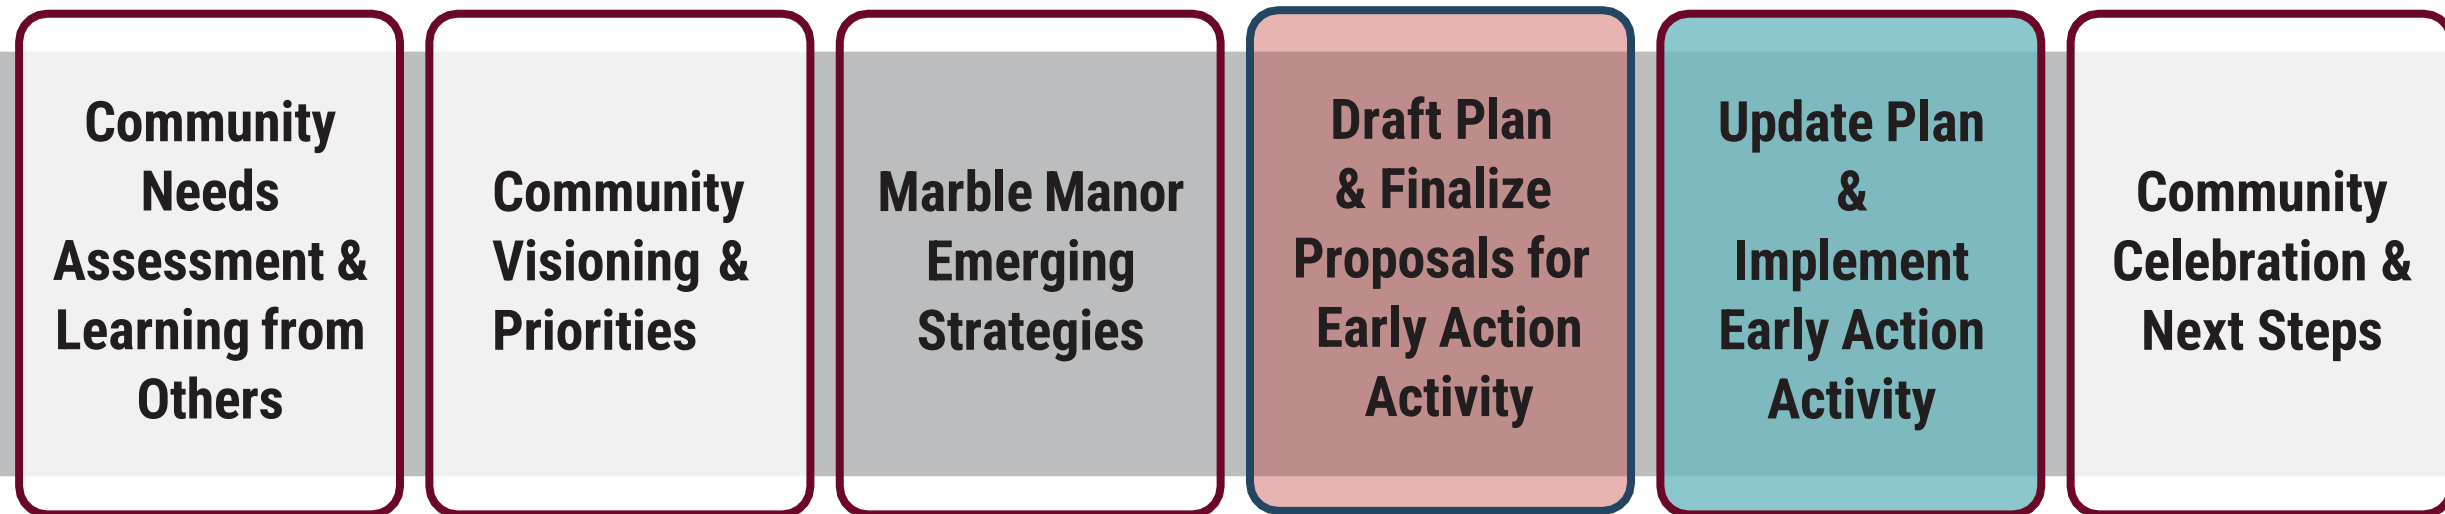 Community
Needs
Assessment &
Learning from
Others
Community
Visioning &
Priorities
Marble Manor
Emerging
Strategies
Draft Plan
& Finalize
Proposals for
Early Action
Activity
Update Plan
&
Implement
Early Action
Activity
Community
Celebration &
Next Steps